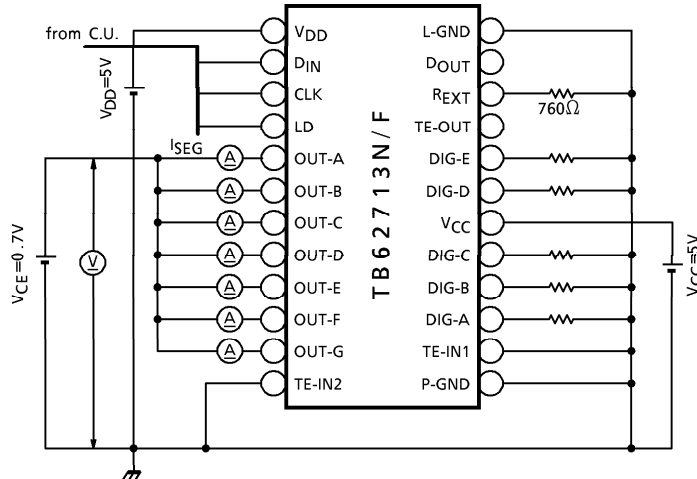 from C.U.
VDD=5V
ISEG
VCE=0.7V
V
A
A
A
A
A
A
A
VDD
DIN
CLK
LD
OUT-A
OUT-B
OUT-C
OUT-D
OUT-E
OUT-F
OUT-G
TE-IN2
TB62713N/F
L-GND
DOUT
REXT
TE-OUT
DIG-E
DIG-D
VCC
DIG-C
DIG-B
DIG-A
TE-IN1
P-GND
760Ω
VCC=5V